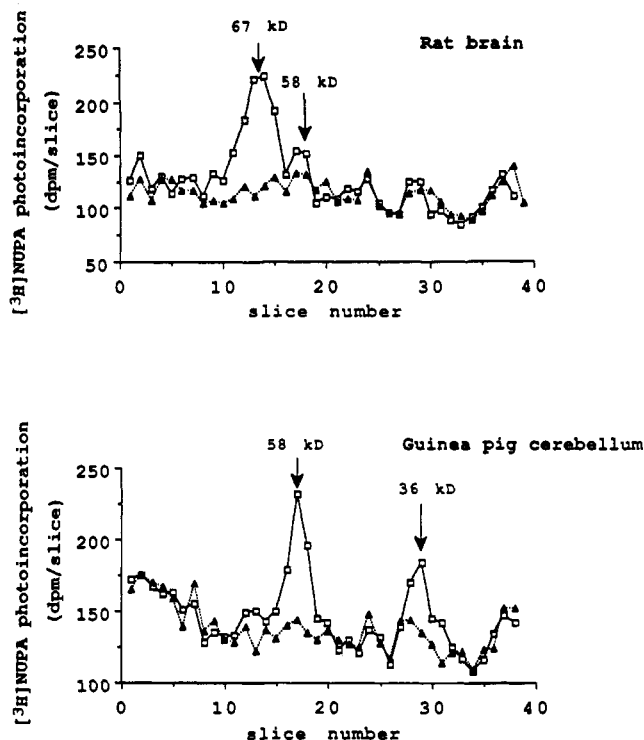 67 kD
Rat brain
58 kD
[³H]NUPA photoincorporation
(dpm/slice)
250
200
150
100
50
0 10 20 30 40
slice number
58 kD
Guinea pig cerebellum
36 kD
[³H]NUPA photoincorporation
(dpm/slice)
250
200
150
100
0 10 20 30 40
slice number